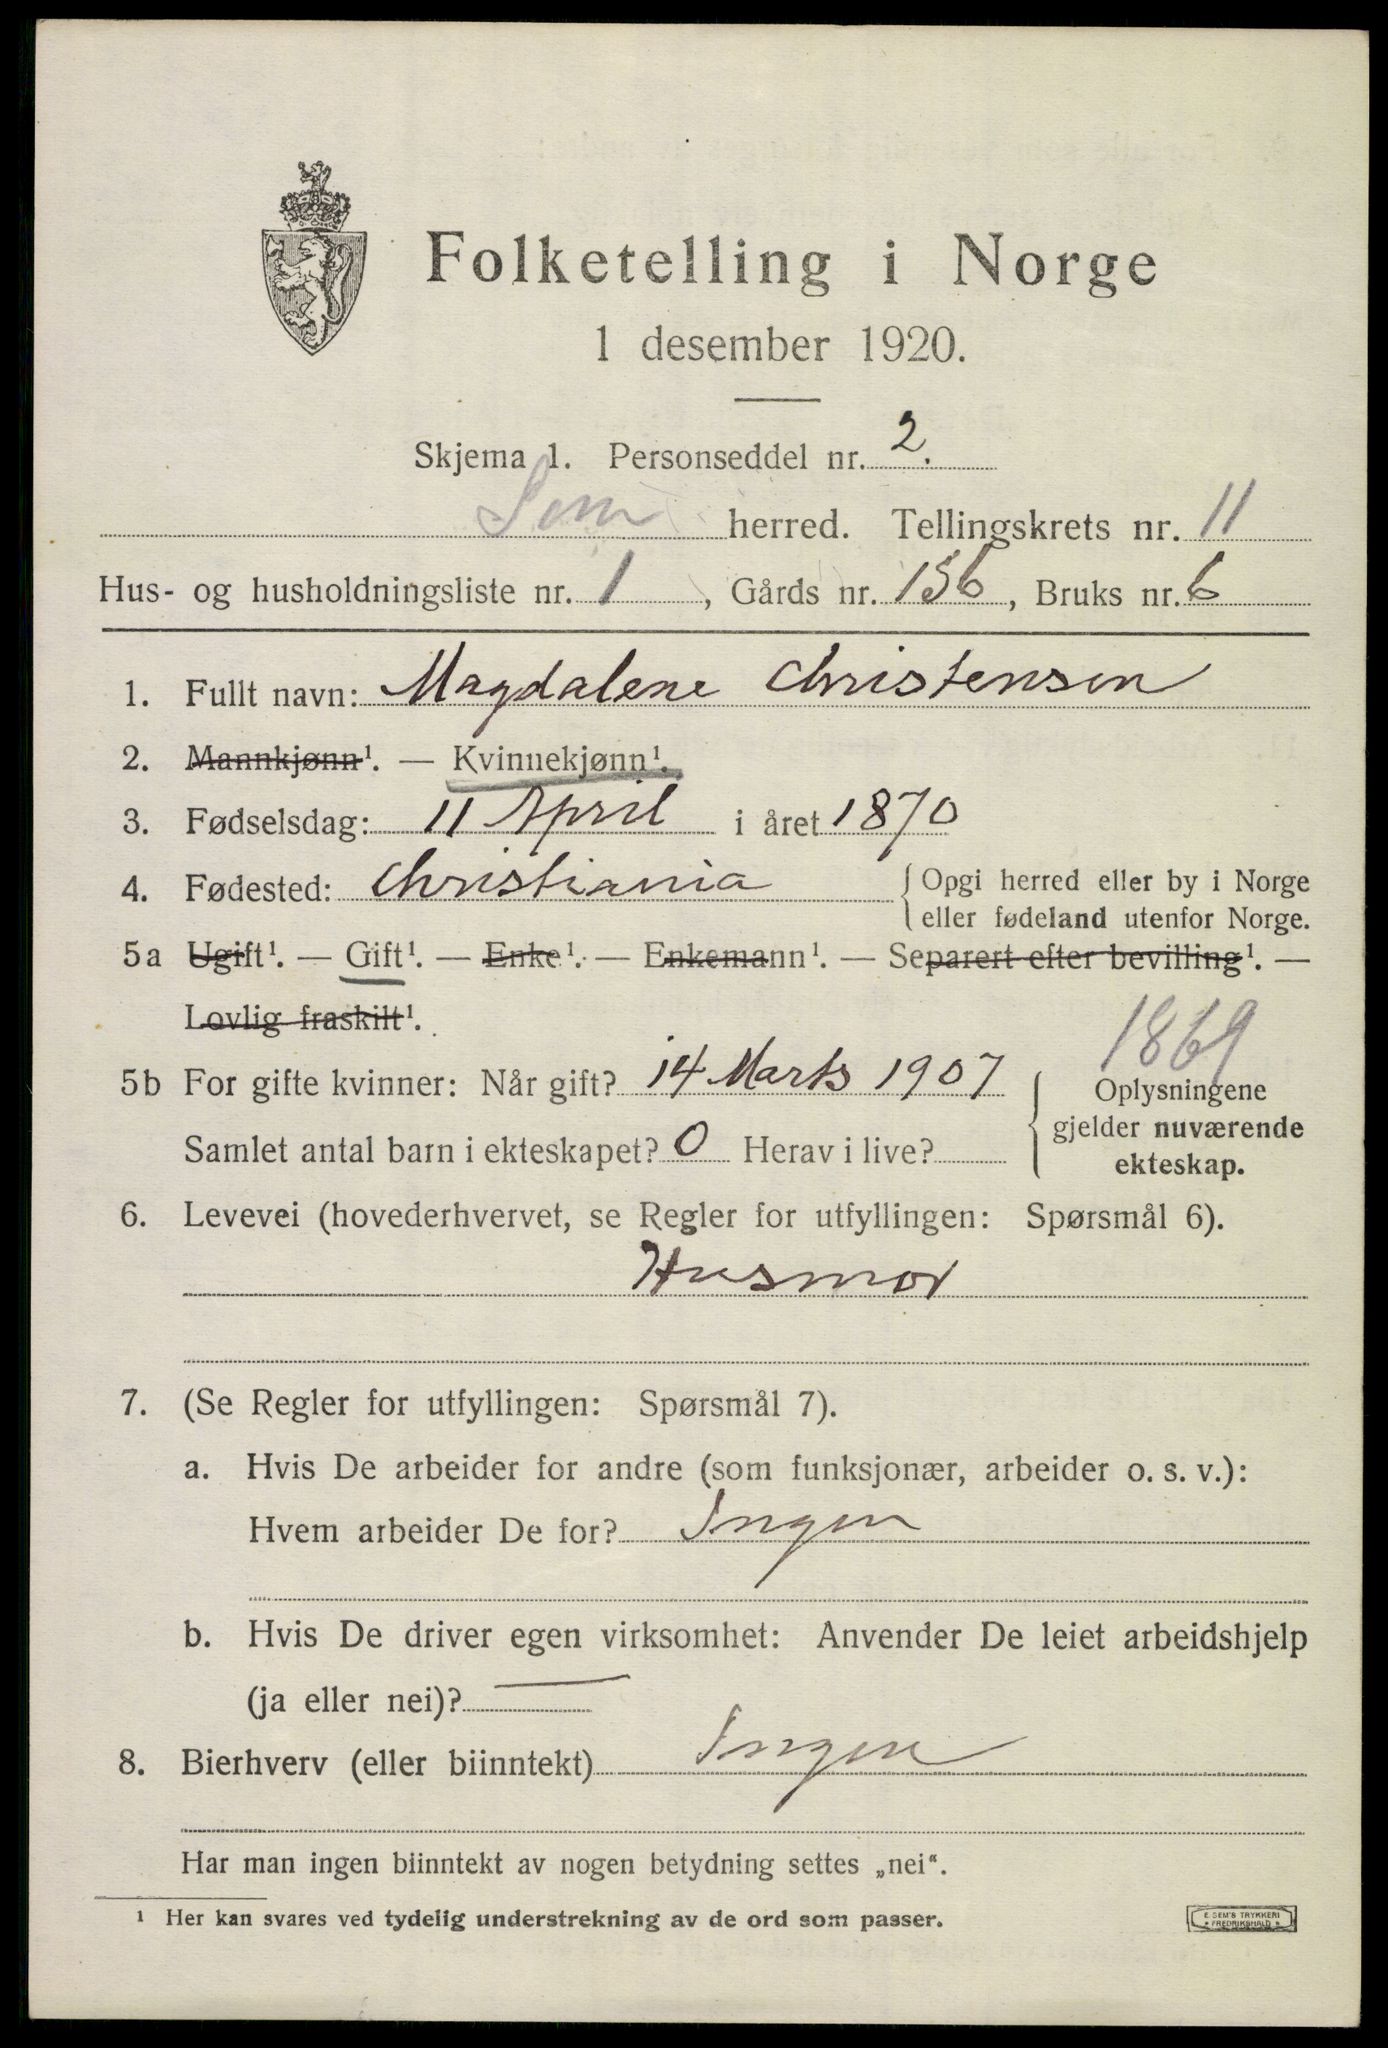 Folketelling i Norge
1 desember 1920.
Skjema 1. Personseddel nr. 2.
Sem herred. Tellingskrets nr. 11
Hus- og husholdningsliste nr. 1, Gårds nr. 156, Bruks nr. 6
1. Fullt navn: Magdalene Christensen
2. Mannkjønn¹. — Kvinnekjønn¹.
3. Fødselsdag: 11 April i året 1870
4. Fødested: Christiania { Opgi herred eller by i Norge
eller fødeland utenfor Norge.
5a Ugift¹. — Gift¹. — Enke¹. — Enkemann¹. — Separert efter bevilling¹. —
Lovlig fraskilt¹.
1869
5b For gifte kvinner: Når gift? 14 Marts 1907
Samlet antal barn i ekteskapet? 0 Herav i live?
Oplysningene
gjelder nuværende
ekteskap.
6. Levevei (hovederhvervet, se Regler for utfyllingen: Spørsmål 6).
Husmor
7. (Se Regler for utfyllingen: Spørsmål 7).
a. Hvis De arbeider for andre (som funksjonær, arbeider o. s. v.):
Hvem arbeider De for? Ingen
b. Hvis De driver egen virksomhet: Anvender De leiet arbeidshjelp
(ja eller nei)? —
8. Bierhverv (eller biinntekt) Ingen
Har man ingen biinntekt av nogen betydning settes „nei“.
¹ Her kan svares ved tydelig understrekning av de ord som passer.
E. SEM'S TRYKKERI
• FREDRIKSHALD •